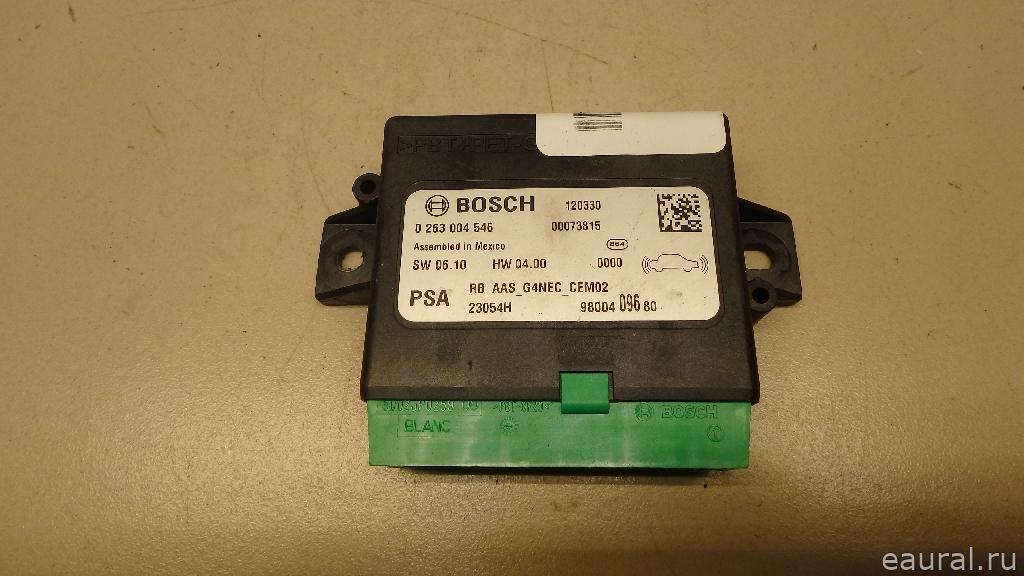 BOSCH 120330
0 263 004 546 00073815
Assembled in Mexico 864
SW 06.10 HW 04.00 0000
RB_AAS_G4NEC_CEM02
PSA
23054H 98004 096 80
BLANC
BOSCH
eaural.ru